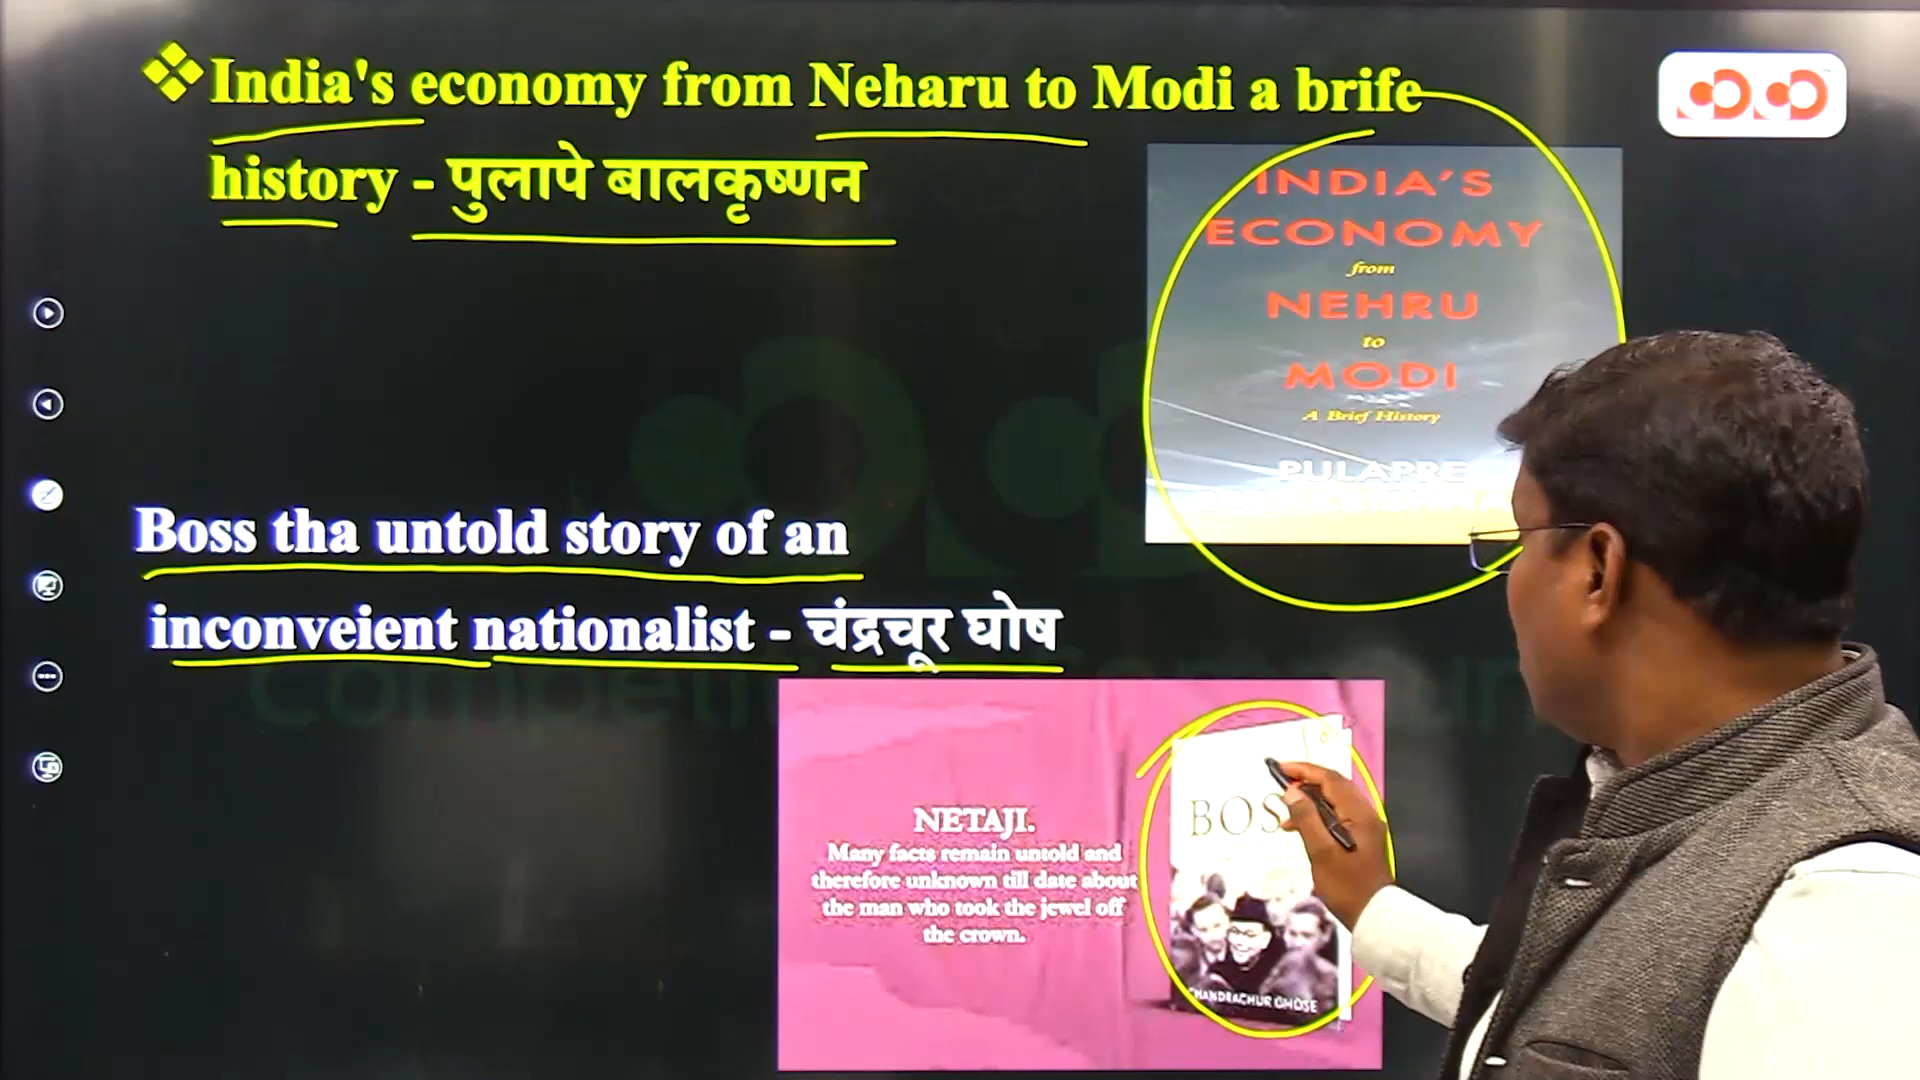 India's economy from Neharu to Modi a brife
history - पुलापे बालकृष्णन
INDIA'S
ECONOMY
from
NEHRU
to
MODI
A Brief History
PULAPRE
Boss tha untold story of an
inconveient nationalist - चंद्रचूर घोष
NETAJI.
Many facts remain untold and
therefore unknown till date about
the man who took the jewel off
the crown.
CHANDRACHUR GHOSE